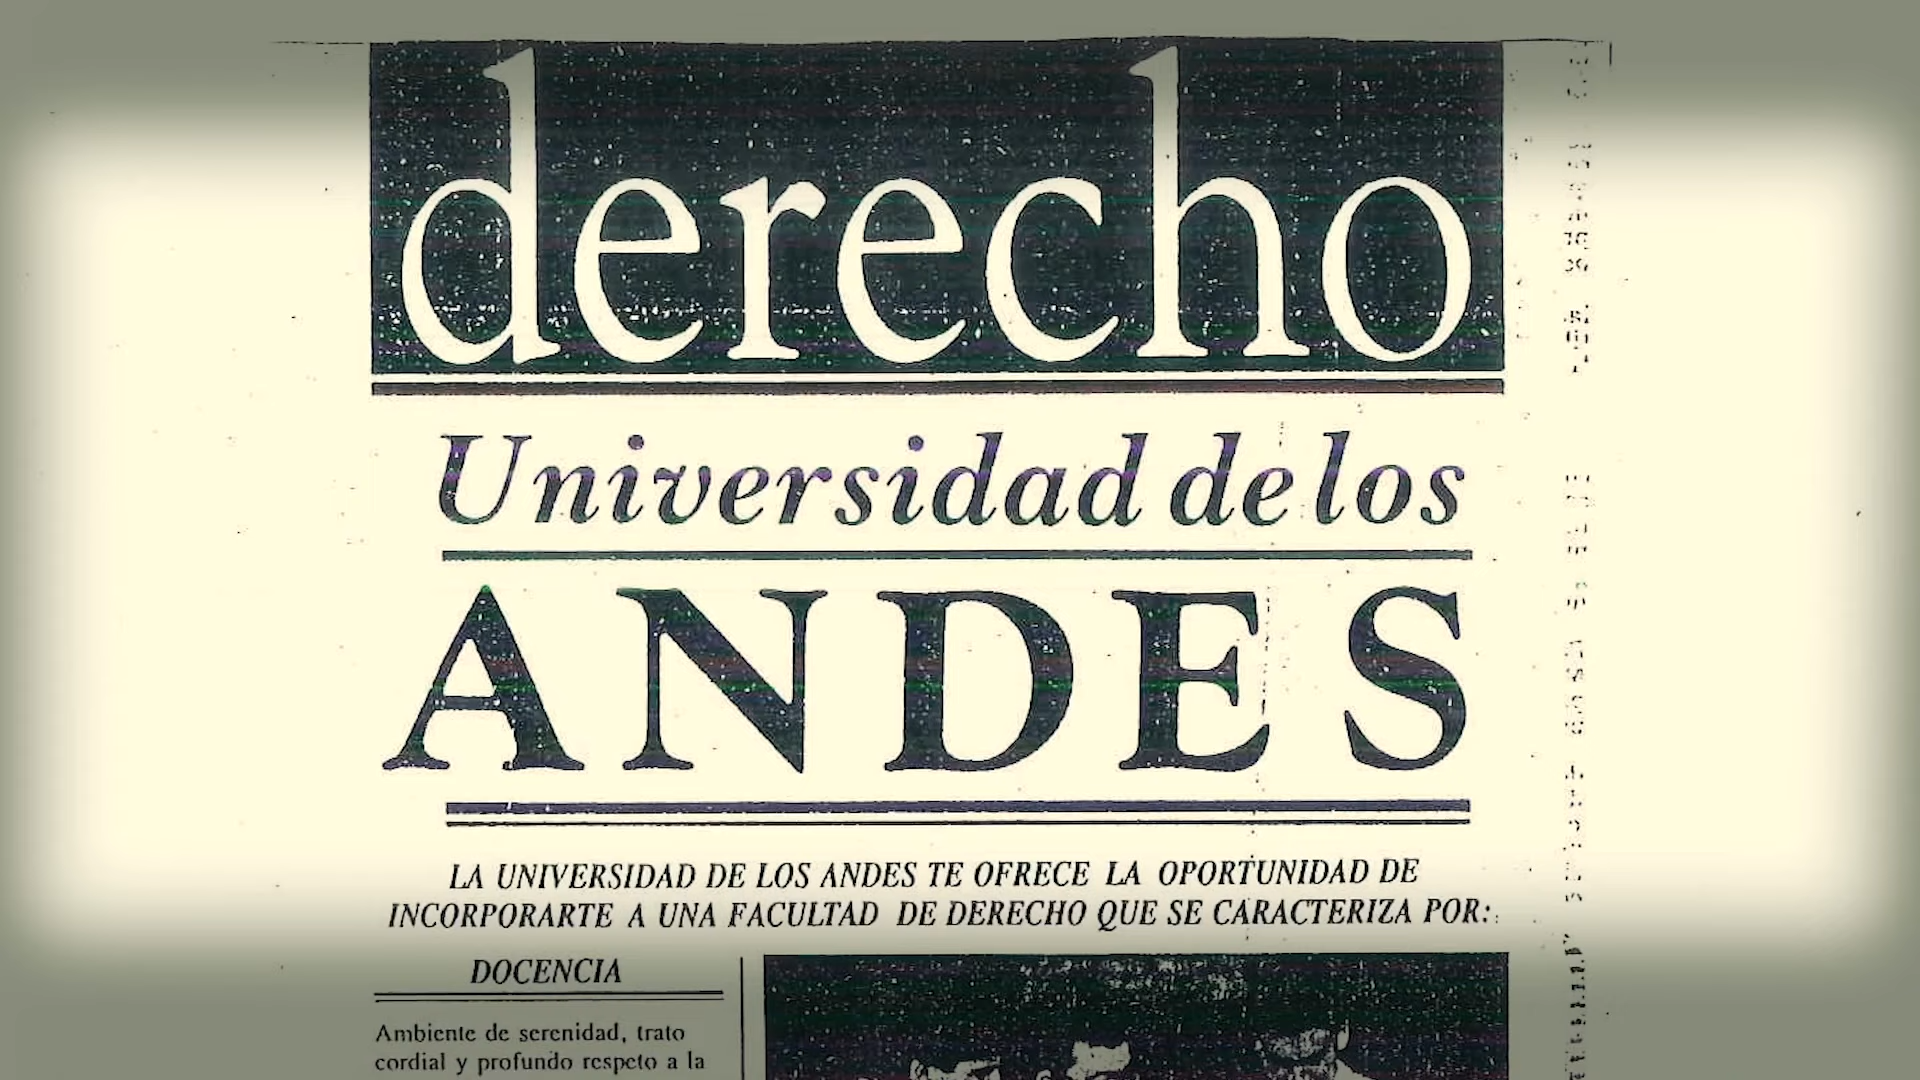 derecho
Universidad de los
ANDES
LA UNIVERSIDAD DE LOS ANDES TE OFRECE LA OPORTUNIDAD DE
INCORPORARTE A UNA FACULTAD DE DERECHO QUE SE CARACTERIZA POR:
DOCENCIA
Ambiente de serenidad, trato
cordial y profundo respeto a la